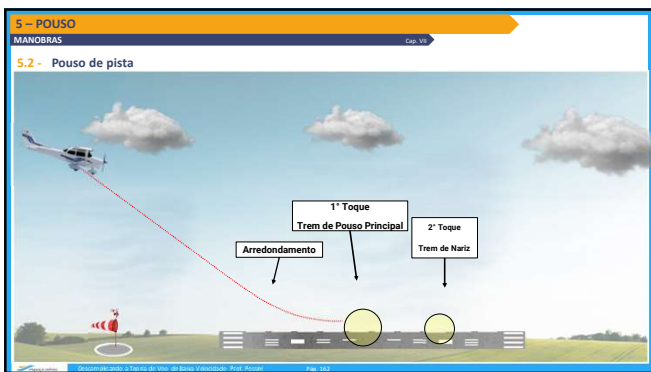 5 – POUSO
MANOBRAS
Cap. VII
5.2 - Pouso de pista
1° Toque
Trem de Pouso Principal
2° Toque
Trem de Nariz
Arredondamento
Descomplicando a Teoria de Voo de Baixa Velocidade Prof. Peconi
Pág. 162